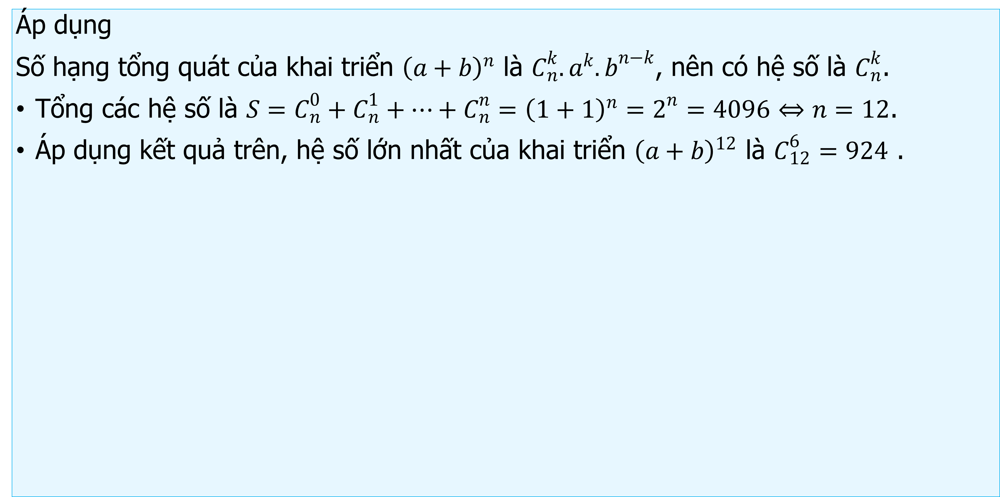 Áp dụng
Số hạng tổng quát của khai triển $(a + b)^n$ là $C_n^k . a^k . b^{n-k}$, nên có hệ số là $C_n^k$.
• Tổng các hệ số là $S = C_n^0 + C_n^1 + \cdots + C_n^n = (1 + 1)^n = 2^n = 4096 \Leftrightarrow n = 12$.
• Áp dụng kết quả trên, hệ số lớn nhất của khai triển $(a + b)^{12}$ là $C_{12}^6 = 924$ .